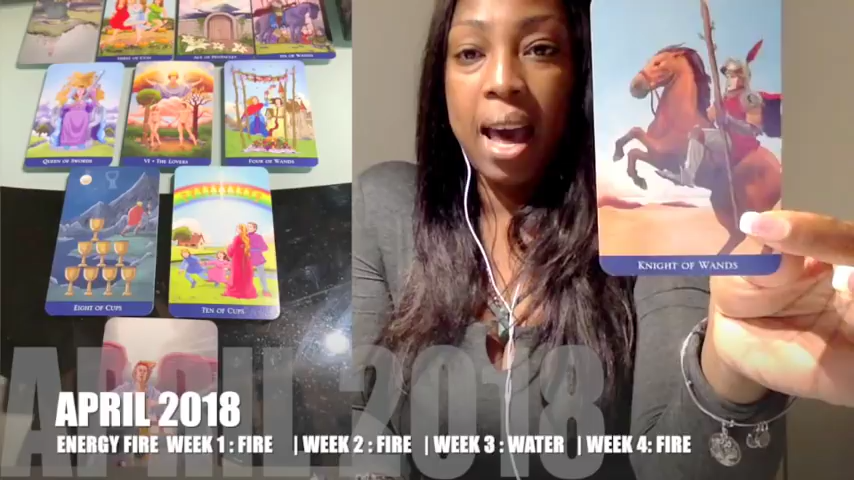 QUEEN OF SWORDS
VI • THE LOVERS
FOUR OF WANDS
EIGHT OF CUPS
TEN OF CUPS
KNIGHT OF WANDS
APRIL 2018
APRIL 2018
ENERGY FIRE WEEK 1 : FIRE | WEEK 2 : FIRE | WEEK 3 : WATER | WEEK 4: FIRE